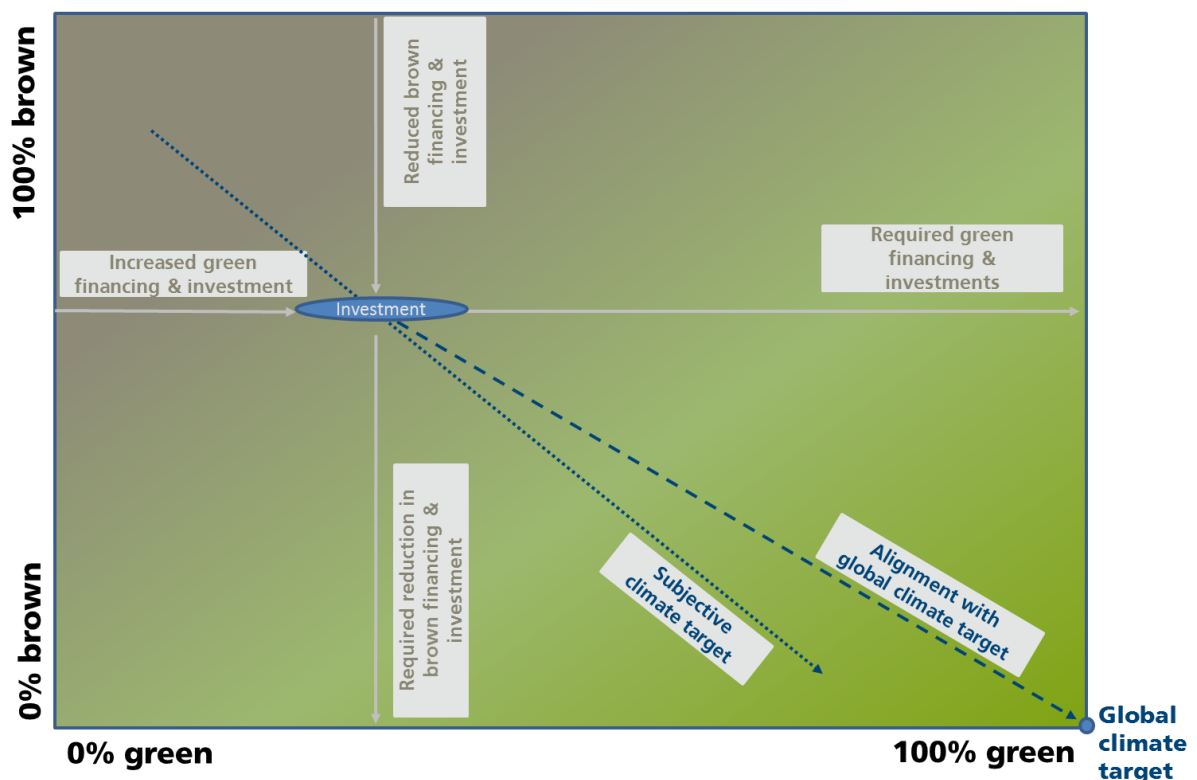 100% brown
Reduced brown
financing &
investment
Increased green
financing & investment
Required green
financing &
investments
Investment
Required reduction in
brown financing &
investment
Subjective
climate target
Alignment with
global climate target
0% brown
0% green
100% green
Global
climate
target